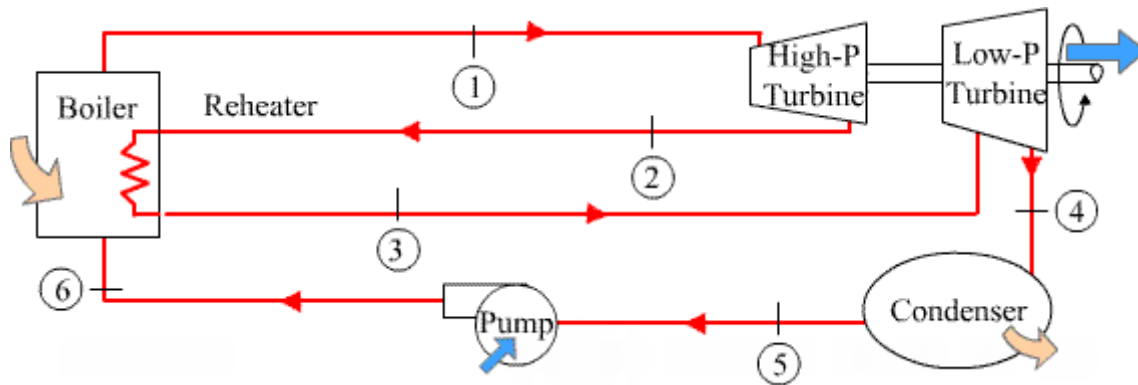 High-P
Turbine
Low-P
Turbine
1
Boiler
Reheater
2
3
4
6
Pump
Condenser
5